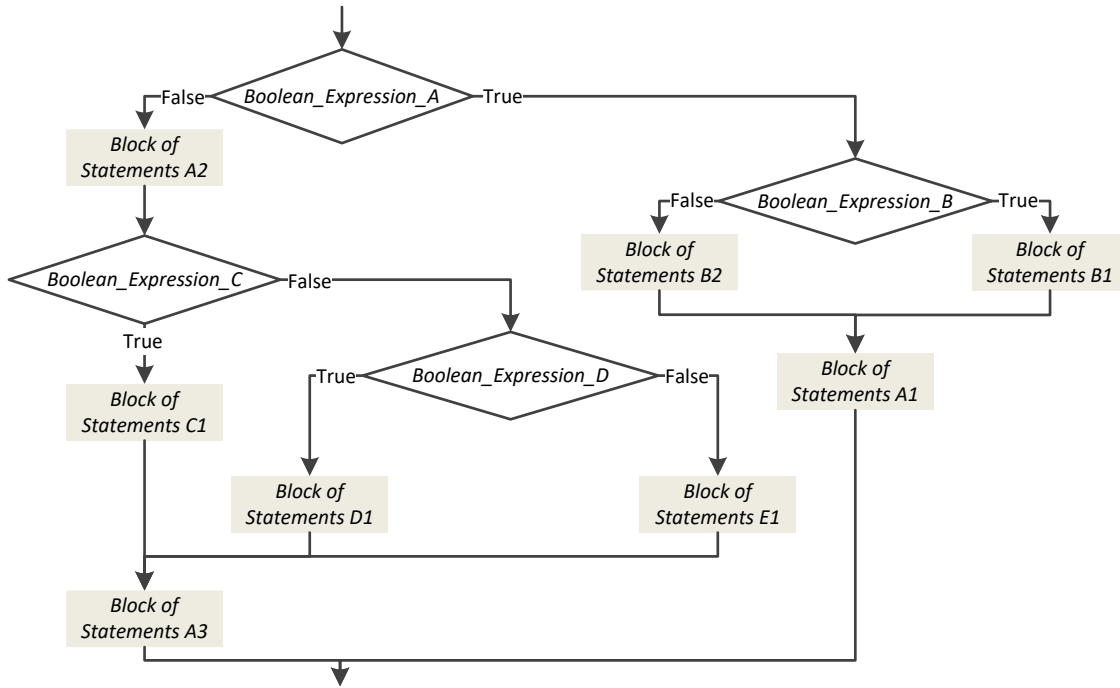 Boolean_Expression_A
False
True
Block of
Statements A2
Boolean_Expression_B
False
True
Block of
Statements B2
Block of
Statements B1
Boolean_Expression_C
False
True
Boolean_Expression_D
True
False
Block of
Statements A1
Block of
Statements C1
Block of
Statements D1
Block of
Statements E1
Block of
Statements A3